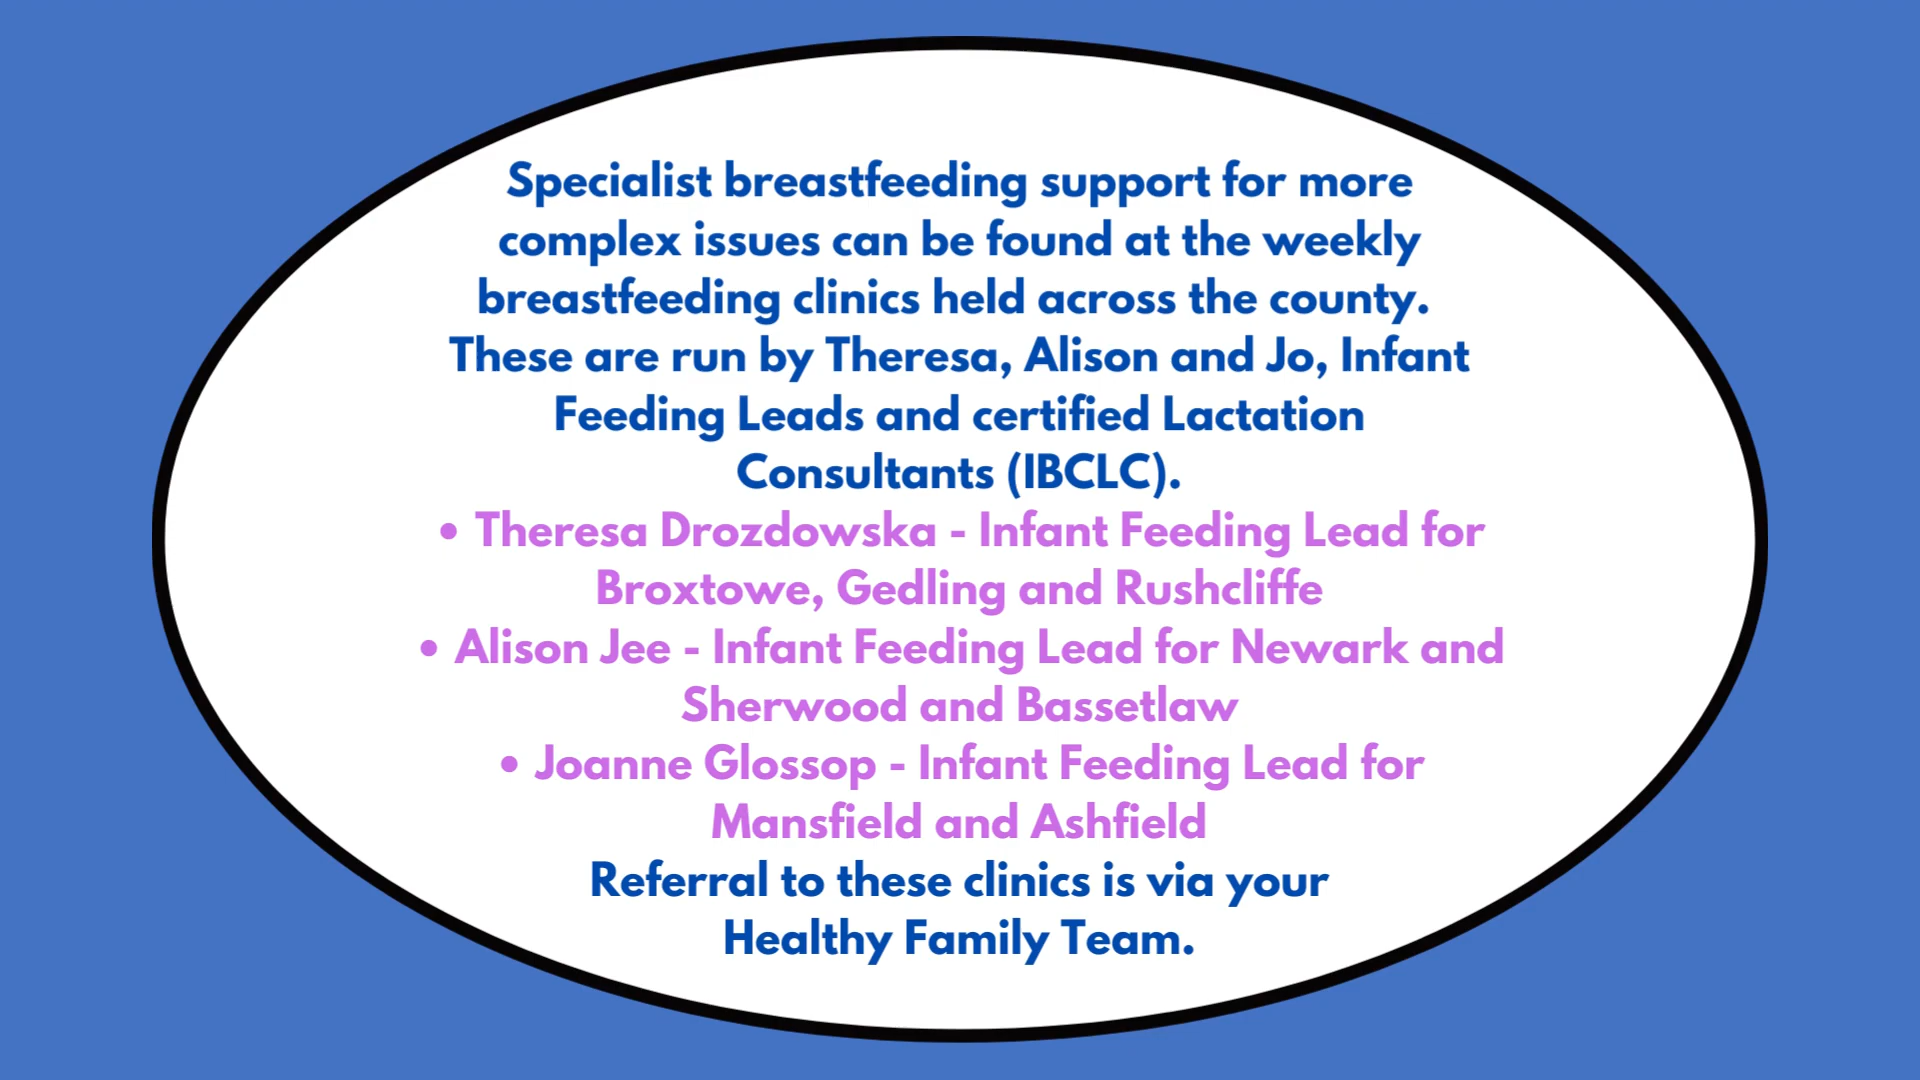 Specialist breastfeeding support for more
complex issues can be found at the weekly
breastfeeding clinics held across the county.
These are run by Theresa, Alison and Jo, Infant
Feeding Leads and certified Lactation
Consultants (IBCLC).
• Theresa Drozdowska - Infant Feeding Lead for
Broxtowe, Gedling and Rushcliffe
• Alison Jee - Infant Feeding Lead for Newark and
Sherwood and Bassetlaw
• Joanne Glossop - Infant Feeding Lead for
Mansfield and Ashfield
Referral to these clinics is via your
Healthy Family Team.